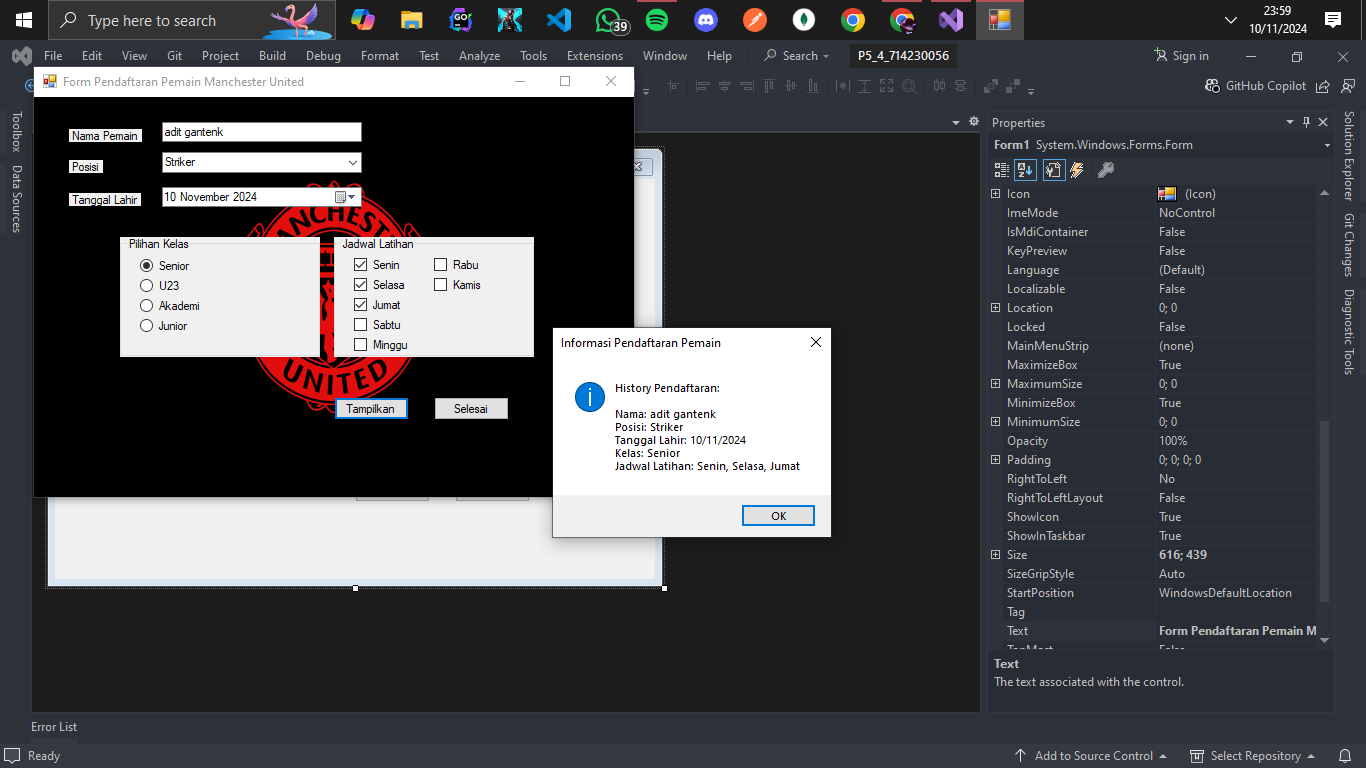 Type here to search
GO
39
23:59
10/11/2024
File Edit View Git Project Build Debug Format Test Analyze Tools Extensions Window Help Search P5_4_714230056 Sign in
GitHub Copilot
Form Pendaftaran Pemain Manchester United
Nama Pemain adit gantenk
Posisi Striker
Tanggal Lahir 10 November 2024
Pilihan Kelas
Senior
U23
Akademi
Junior
Jadwal Latihan
Senin Rabu
Selasa Kamis
Jumat
Sabtu
Minggu
UNITED
Tampilkan Selesai
Informasi Pendaftaran Pemain
History Pendaftaran:
Nama: adit gantenk
Posisi: Striker
Tanggal Lahir: 10/11/2024
Kelas: Senior
Jadwal Latihan: Senin, Selasa, Jumat
OK
Toolbox
Data Sources
Properties
Form1 System.Windows.Forms.Form
Icon (Icon)
ImeMode NoControl
IsMdiContainer False
KeyPreview False
Language (Default)
Localizable False
Location 0; 0
Locked False
MainMenuStrip (none)
MaximizeBox True
MaximumSize 0; 0
MinimizeBox True
MinimumSize 0; 0
Opacity 100%
Padding 0; 0; 0; 0
RightToLeft No
RightToLeftLayout False
ShowIcon True
ShowInTaskbar True
Size 616; 439
SizeGripStyle Auto
StartPosition WindowsDefaultLocation
Tag
Text Form Pendaftaran Pemain M
Text
The text associated with the control.
Solution Explorer
Git Changes
Diagnostic Tools
Error List
Ready
Add to Source Control
Select Repository